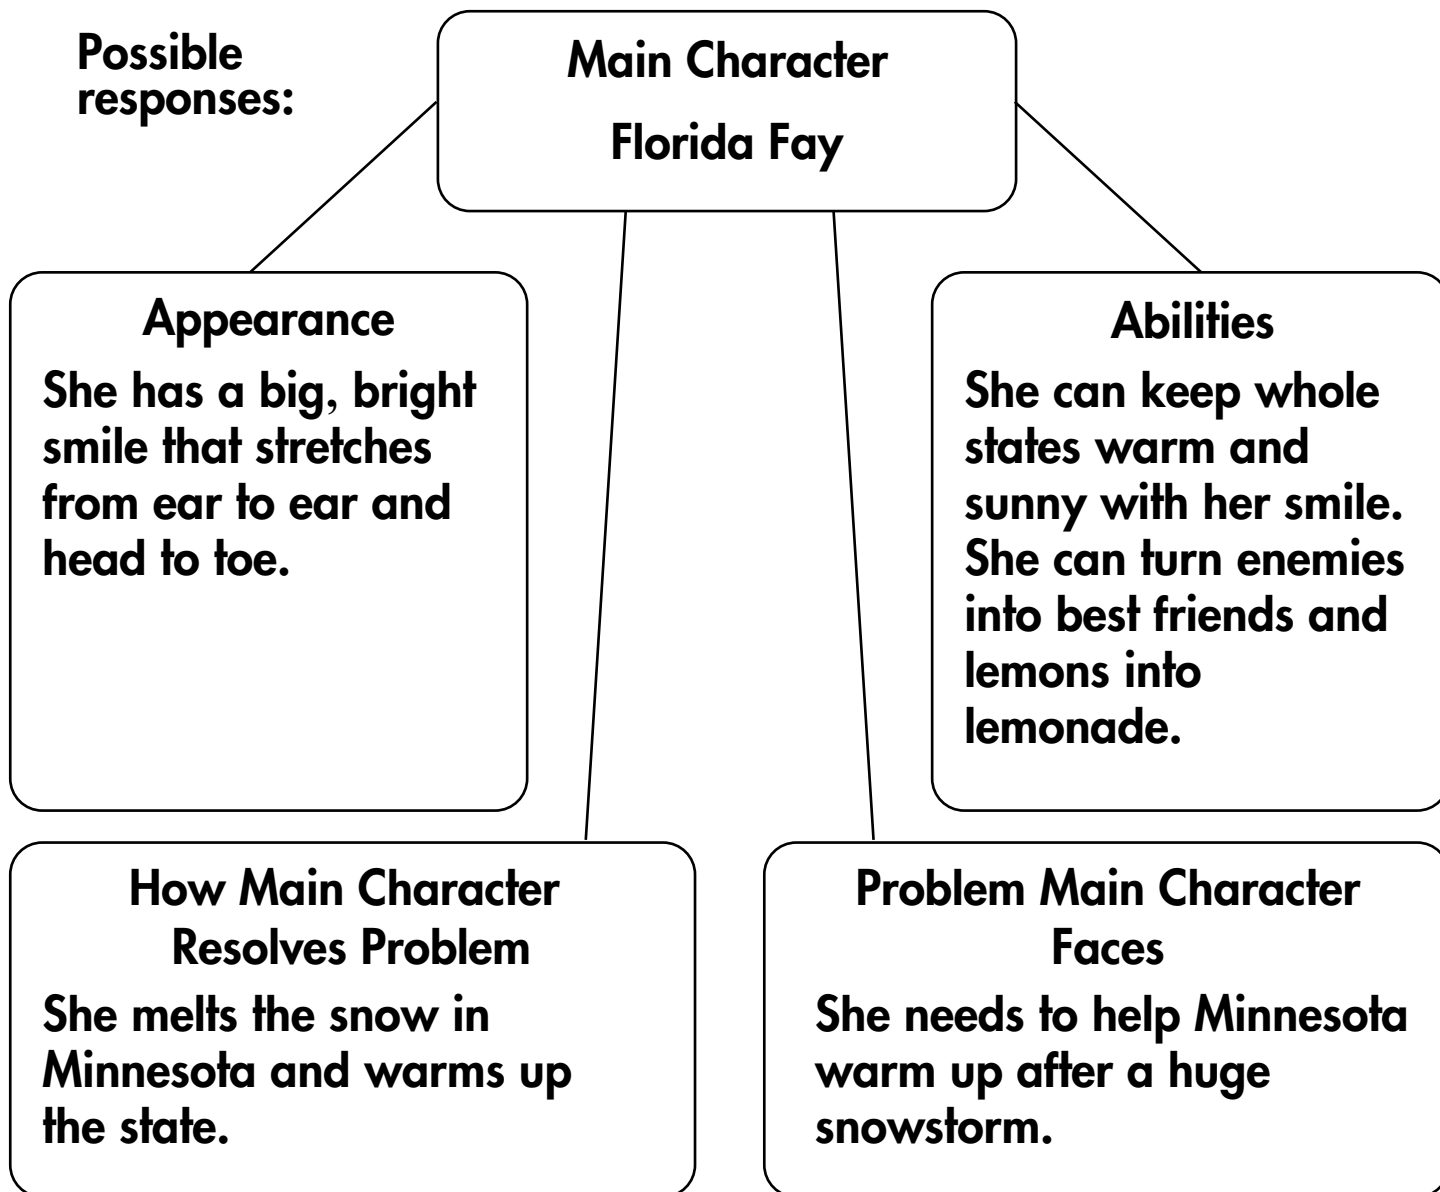 Possible
responses:
Main Character
Florida Fay
Appearance
She has a big, bright
smile that stretches
from ear to ear and
head to toe.
Abilities
She can keep whole
states warm and
sunny with her smile.
She can turn enemies
into best friends and
lemons into
lemonade.
How Main Character
Resolves Problem
She melts the snow in
Minnesota and warms up
the state.
Problem Main Character
Faces
She needs to help Minnesota
warm up after a huge
snowstorm.